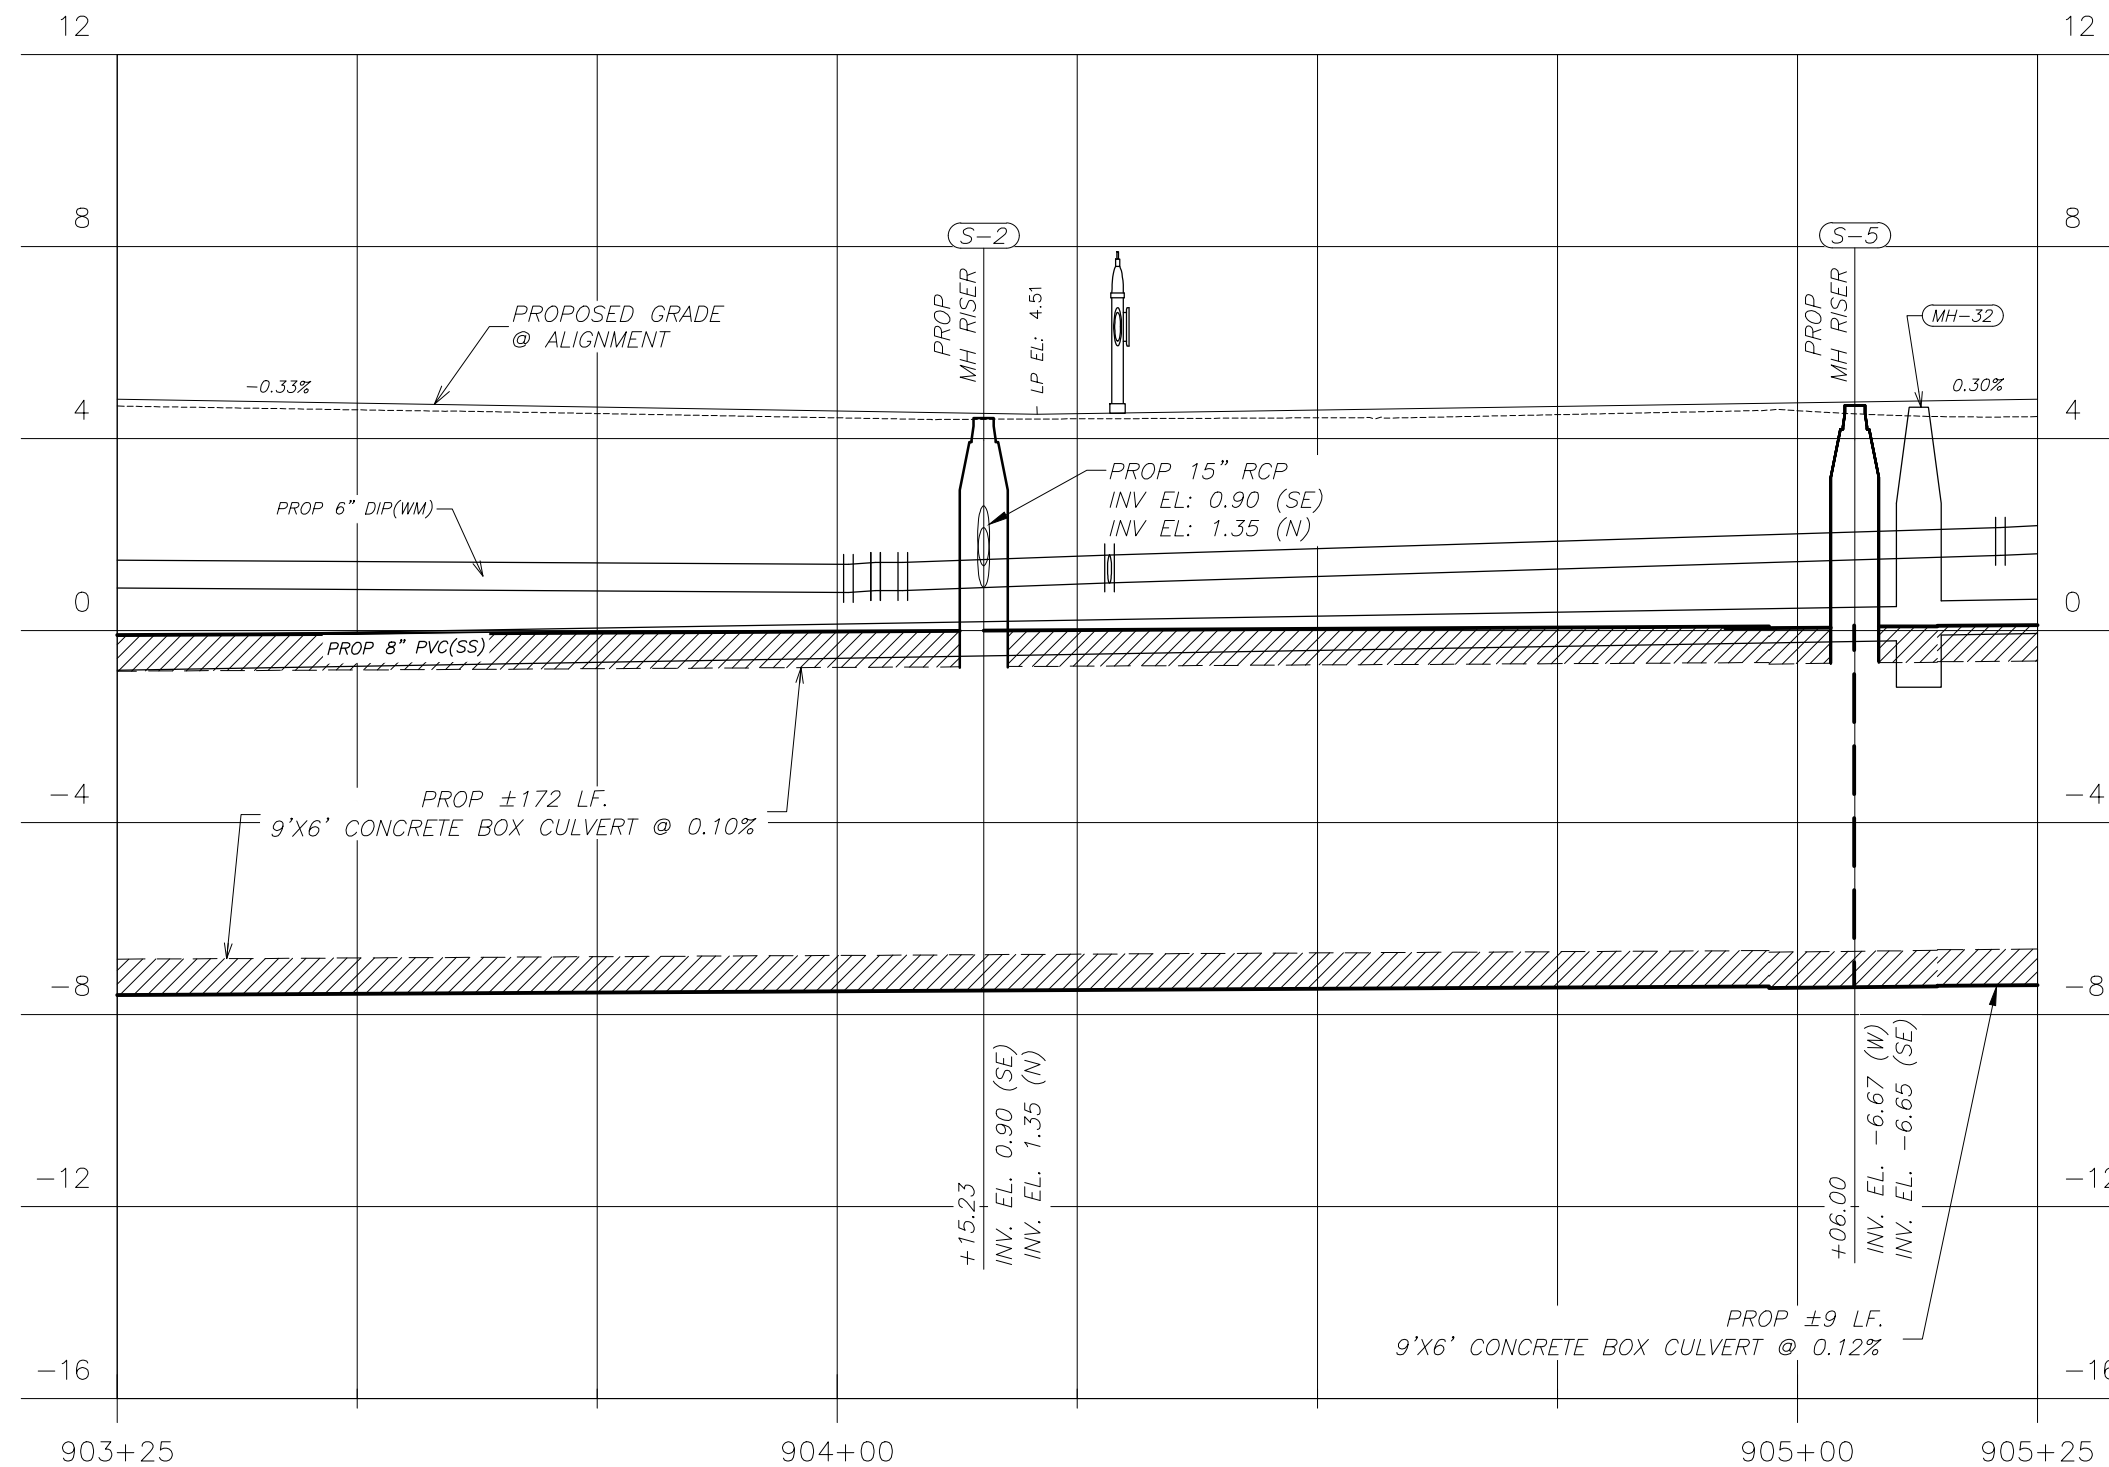 12
12
8
8
S-2
S-5
PROP
MH RISER
LP EL: 4.51
PROP
MH RISER
PROPOSED GRADE
@ ALIGNMENT
MH-32
-0.33%
0.30%
4
4
PROP 15" RCP
INV EL: 0.90 (SE)
INV EL: 1.35 (N)
PROP 6" DIP(WM)
0
0
PROP 8" PVC(SS)
-4
-4
PROP ±172 LF.
9'X6' CONCRETE BOX CULVERT @ 0.10%
-8
-8
+15.23
INV. EL. 0.90 (SE)
INV. EL. 1.35 (N)
+06.00
INV. EL. -6.67 (W)
INV. EL. -6.65 (SE)
-12
-12
PROP ±9 LF.
9'X6' CONCRETE BOX CULVERT @ 0.12%
-16
-16
903+25
904+00
905+00
905+25